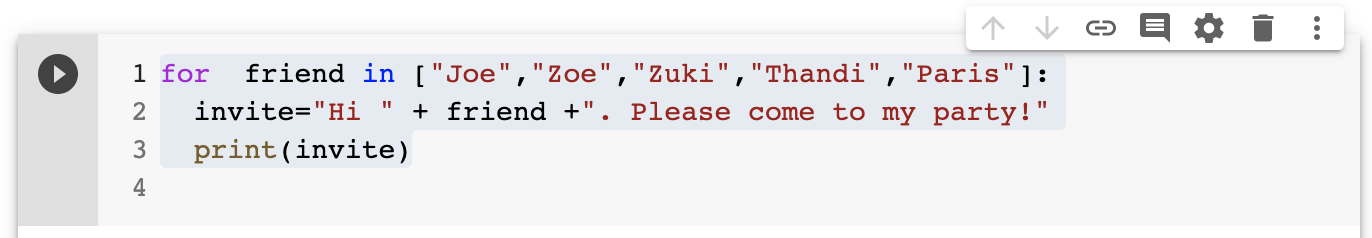 1 for  friend in ["Joe","Zoe","Zuki","Thandi","Paris"]:
2   invite="Hi " + friend +". Please come to my party!"
3   print(invite)
4